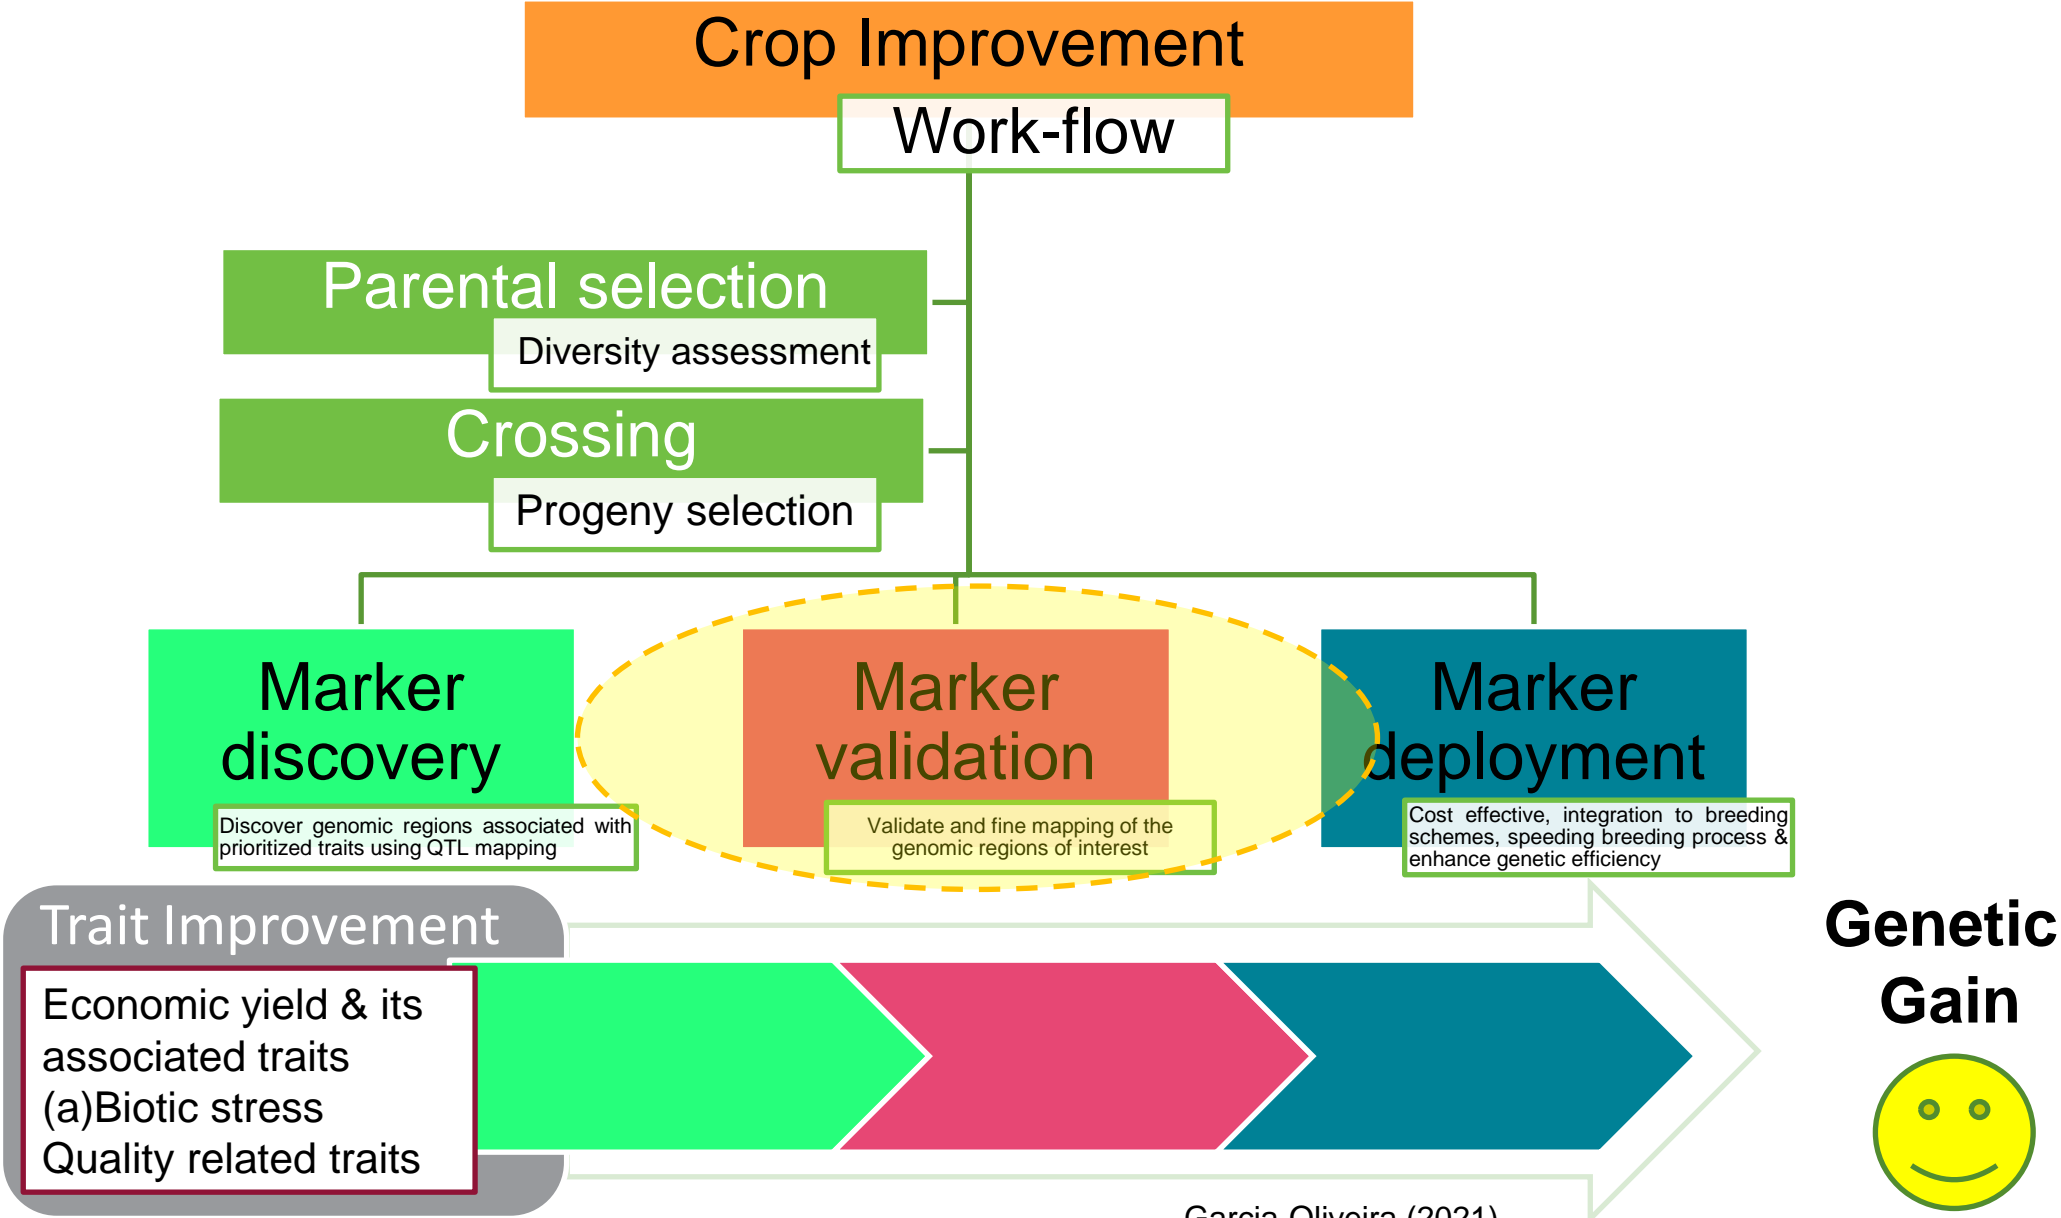 Crop Improvement
Work-flow
Parental selection
Diversity assessment
Crossing
Progeny selection
Marker
discovery
Discover genomic regions associated with
prioritized traits using QTL mapping
Marker
validation
Validate and fine mapping of the
genomic regions of interest
Marker
deployment
Cost effective, integration to breeding
schemes, speeding breeding process &
enhance genetic efficiency
Trait Improvement
Economic yield & its
associated traits
(a)Biotic stress
Quality related traits
Genetic
Gain
Garcia-Oliveira (2021)